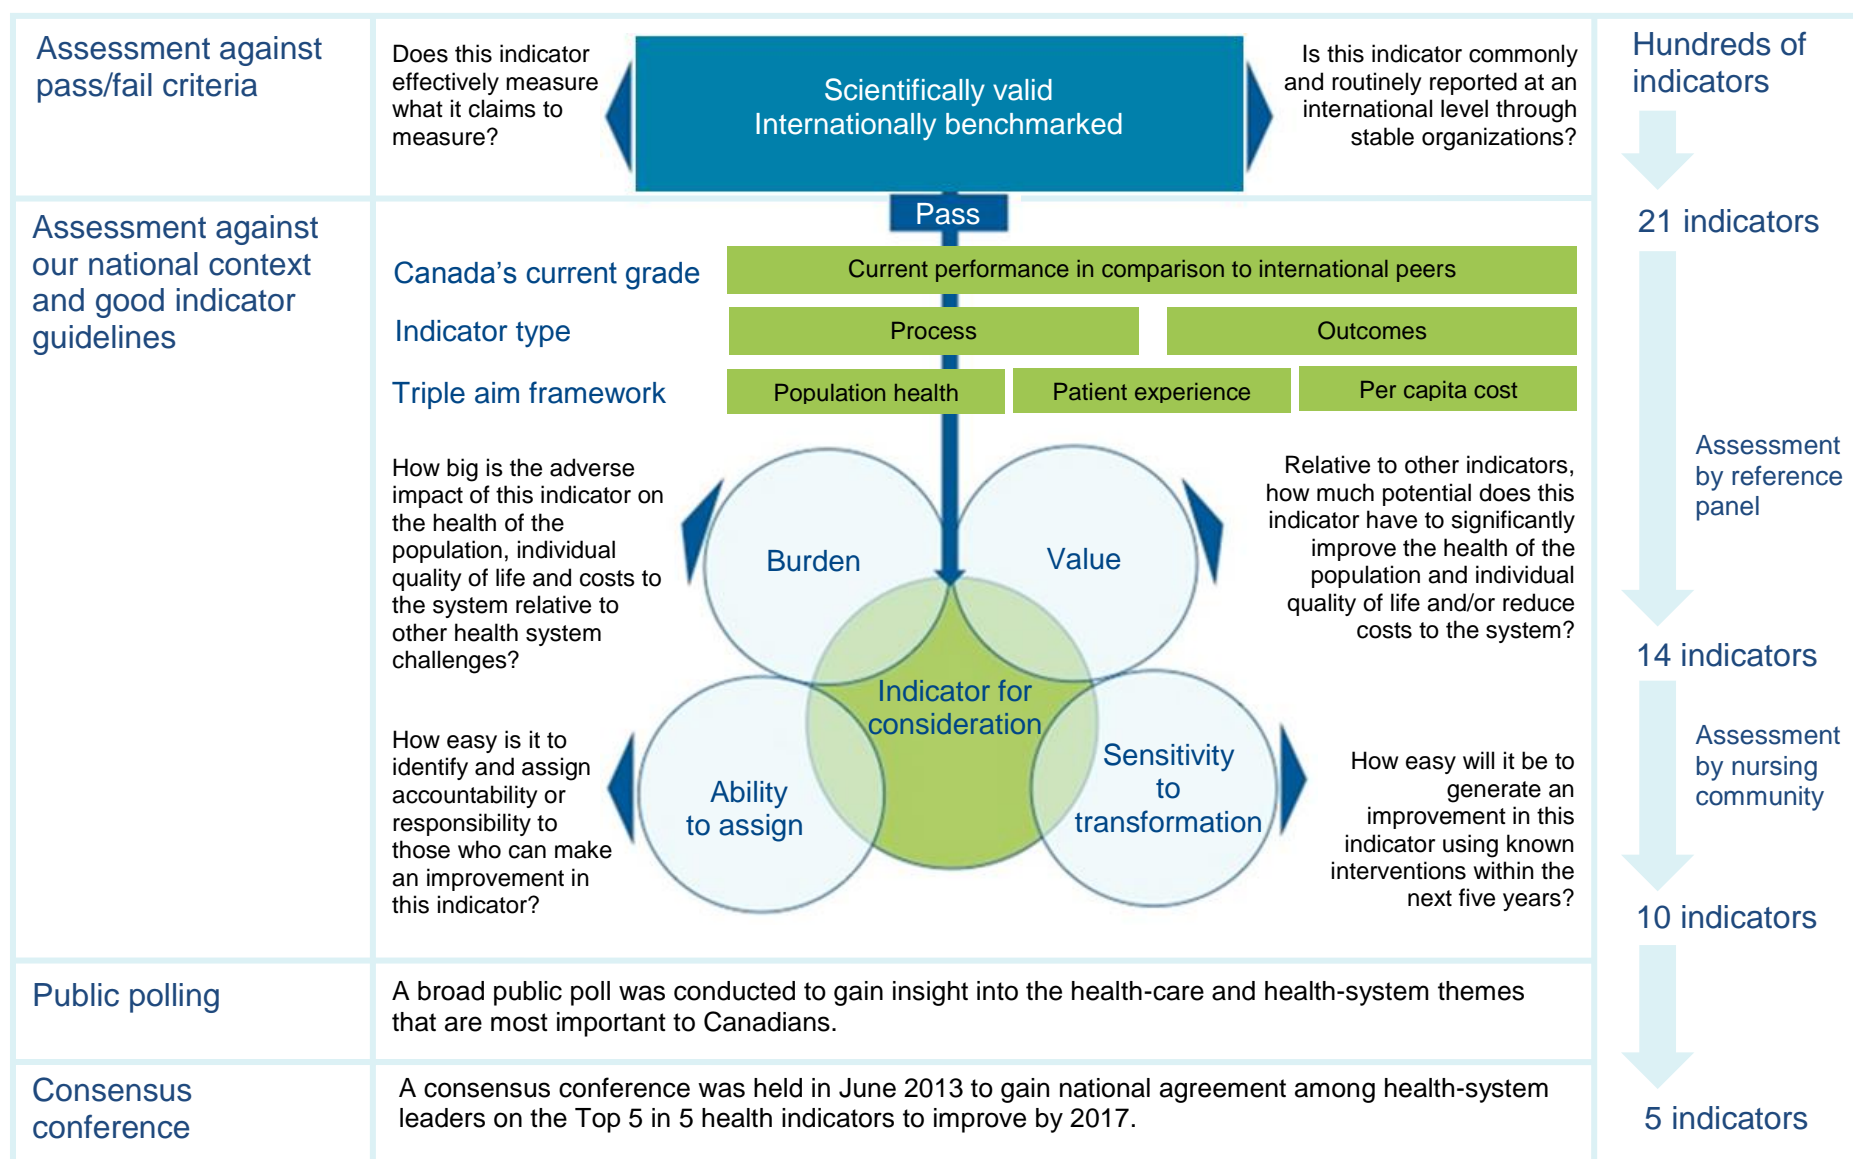 Assessment against
pass/fail criteria
Does this indicator
effectively measure
what it claims to
measure?
Scientifically valid
Internationally benchmarked
Is this indicator commonly
and routinely reported at an
international level through
stable organizations?
Hundreds of
indicators
Pass
21 indicators
Assessment against
our national context
and good indicator
guidelines
Canada's current grade
Current performance in comparison to international peers
Indicator type
Process
Outcomes
Triple aim framework
Population health
Patient experience
Per capita cost
How big is the adverse
impact of this indicator on
the health of the
population, individual
quality of life and costs to
the system relative to
other health system
challenges?
Burden
Value
Relative to other indicators,
how much potential does this
indicator have to significantly
improve the health of the
population and individual
quality of life and/or reduce
costs to the system?
Assessment
by reference
panel
14 indicators
Indicator for
consideration
How easy is it to
identify and assign
accountability or
responsibility to
those who can make
an improvement in
this indicator?
Ability
to assign
Sensitivity
to
transformation
How easy will it be to
generate an
improvement in this
indicator using known
interventions within the
next five years?
Assessment
by nursing
community
10 indicators
Public polling
A broad public poll was conducted to gain insight into the health-care and health-system themes
that are most important to Canadians.
Consensus
conference
A consensus conference was held in June 2013 to gain national agreement among health-system
leaders on the Top 5 in 5 health indicators to improve by 2017.
5 indicators